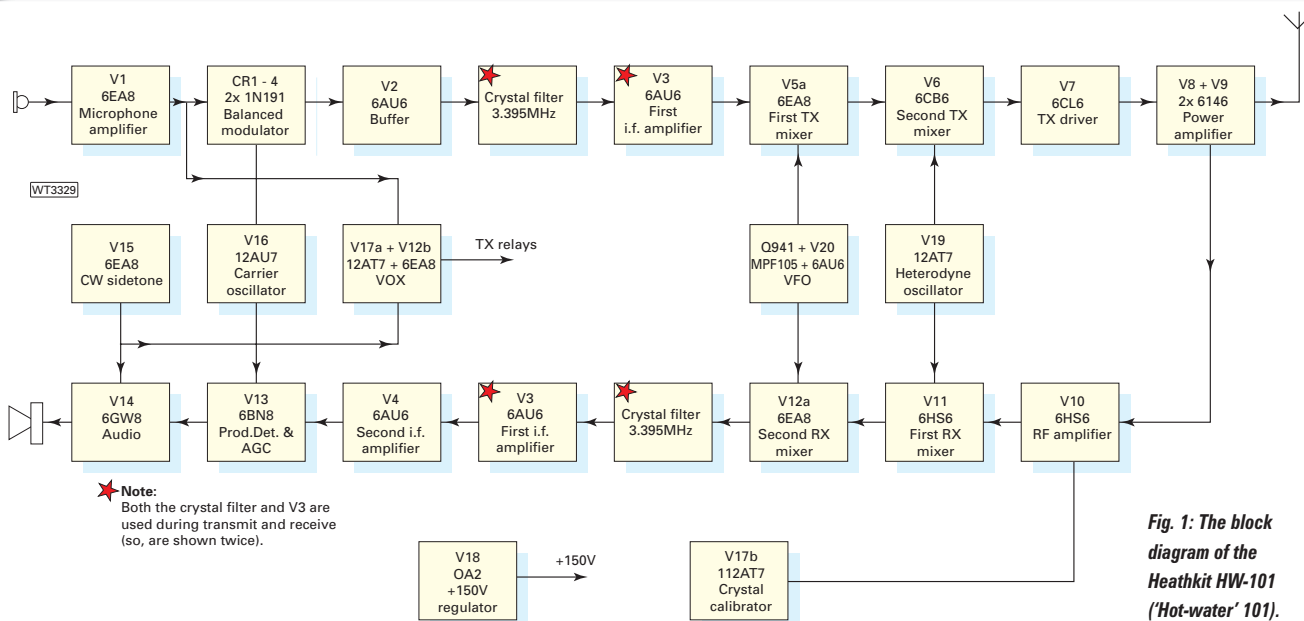 V1
6EA8
Microphone
amplifier
CR1 - 4
2x 1N191
Balanced
modulator
V2
6AU6
Buffer
Crystal filter
3.395MHz
V3
6AU6
First
i.f. amplifier
V5a
6EA8
First TX
mixer
V6
6CB6
Second TX
mixer
V7
6CL6
TX driver
V8 + V9
2x 6146
Power
amplifier
WT3329
V15
6EA8
CW sidetone
V16
12AU7
Carrier
oscillator
V17a + V12b
12AT7 + 6EA8
VOX
TX relays
Q941 + V20
MPF105 + 6AU6
VFO
V19
12AT7
Heterodyne
oscillator
V14
6GW8
Audio
V13
6BN8
Prod.Det. &
AGC
V4
6AU6
Second i.f.
amplifier
V3
6AU6
First i.f.
amplifier
Crystal filter
3.395MHz
V12a
6EA8
Second RX
mixer
V11
6HS6
First RX
mixer
V10
6HS6
RF amplifier
Note:
Both the crystal filter and V3 are
used during transmit and receive
(so, are shown twice).
V18
OA2
+150V
regulator
+150V
V17b
112AT7
Crystal
calibrator
Fig. 1: The block
diagram of the
Heathkit HW-101
('Hot-water' 101).